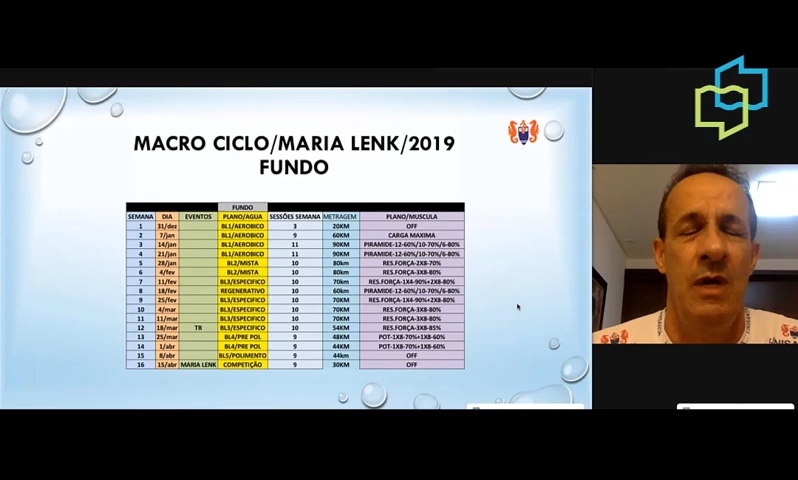 MACRO CICLO/MARIA LENK/2019
FUNDO
FUNDO
SEMANA DIA EVENTOS PLANO/AGUA SESSÕES SEMANA METRAGEM PLANO/MUSCULA
1 31/dez BL1/AEROBICO 3 20KM OFF
2 7/jan BL1/AEROBICO 9 60KM CARGA MAXIMA
3 14/jan BL1/AEROBICO 11 90KM PIRAMIDE-12-60%/10-70%/6-80%
4 21/jan BL1/AEROBICO 11 90KM PIRAMIDE-12-60%/10-70%/6-80%
5 28/jan BL2/MISTA 10 80km RES.FORÇA-2X8-70%
6 4/fev BL2/MISTA 10 80km RES.FORÇA-3X8-80%
7 11/fev BL3/ESPECIFICO 10 70km RES.FORÇA-1X4-90%+2X8-80%
8 18/fev REGENERATIVO 10 60km PIRAMIDE-12-60%/10-70%/6-80%
9 25/fev BL3/ESPECIFICO 10 70KM RES.FORÇA-1X4-90%+2X8-80%
10 4/mar BL3/ESPECIFICO 10 70KM RES.FORÇA-3X8-80%
11 11/mar BL3/ESPECIFICO 10 70KM RES.FORÇA-3X8-80%
12 18/mar TR BL3/ESPECIFICO 10 54KM RES.FORÇA-3X8-85%
13 25/mar BL4/PRE POL 9 48KM POT-1X8-70%+1X8-60%
14 1/abr BL4/PRE POL 9 44KM POT-1X8-70%+1X8-60%
15 8/abr BL5/POLIMENTO 9 44km OFF
16 15/abr MARIA LENK COMPETIÇÃO 9 30KM OFF